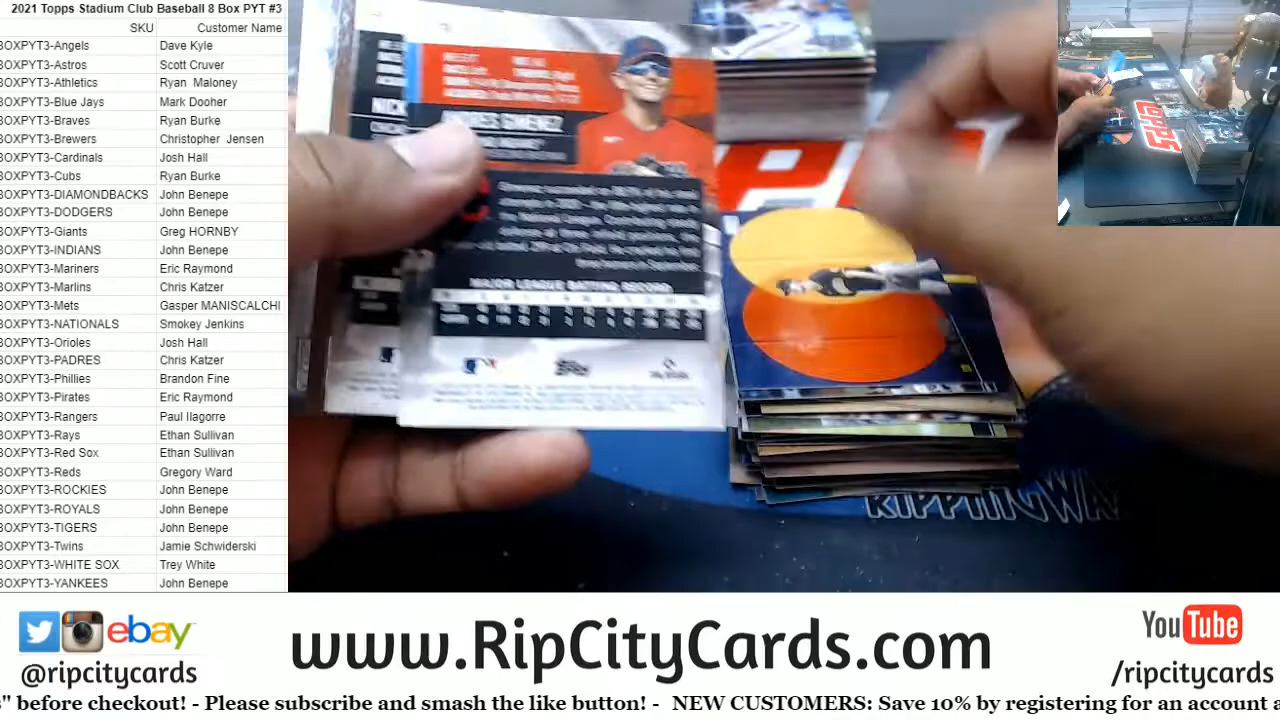 2021 Topps Stadium Club Baseball 8 Box PYT #3
SKU Customer Name
BOXPYT3-Angels Dave Kyle
BOXPYT3-Astros Scott Cruver
BOXPYT3-Athletics Ryan Maloney
BOXPYT3-Blue Jays Mark Dooher
BOXPYT3-Braves Ryan Burke
BOXPYT3-Brewers Christopher Jensen
BOXPYT3-Cardinals Josh Hall
BOXPYT3-Cubs Ryan Burke
BOXPYT3-DIAMONDBACKS John Benepe
BOXPYT3-DODGERS John Benepe
BOXPYT3-Giants Greg HORNBY
BOXPYT3-INDIANS John Benepe
BOXPYT3-Mariners Eric Raymond
BOXPYT3-Marlins Chris Katzer
BOXPYT3-Mets Gasper MANISCALCHI
BOXPYT3-NATIONALS Smokey Jenkins
BOXPYT3-Orioles Josh Hall
BOXPYT3-PADRES Chris Katzer
BOXPYT3-Phillies Brandon Fine
BOXPYT3-Pirates Eric Raymond
BOXPYT3-Rangers Paul Ilagorre
BOXPYT3-Rays Ethan Sullivan
BOXPYT3-Red Sox Ethan Sullivan
BOXPYT3-Reds Gregory Ward
BOXPYT3-ROCKIES John Benepe
BOXPYT3-ROYALS John Benepe
BOXPYT3-TIGERS John Benepe
BOXPYT3-Twins Jamie Schwiderski
BOXPYT3-WHITE SOX Trey White
BOXPYT3-YANKEES John Benepe
NICK
GIMENEZ
MAJOR LEAGUE BATTING RECORD
topps
TOPPS
RIPPINGWA
ebay
@ripcitycards
www.RipCityCards.com
YouTube
/ripcitycards
s" before checkout! - Please subscribe and smash the like button! - NEW CUSTOMERS: Save 10% by registering for an account a